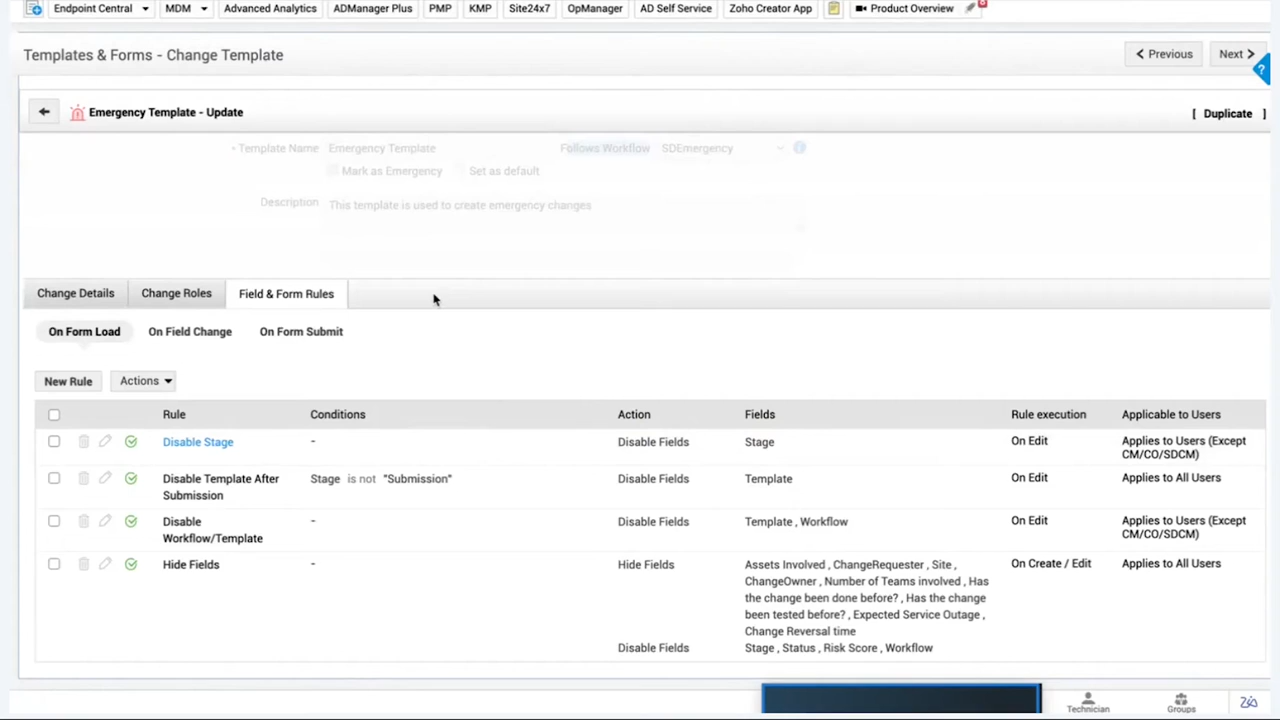 Endpoint Central MDM Advanced Analytics ADManager Plus PMP KMP Site24x7 OpManager AD Self Service Zoho Creator App Product Overview 8
Templates & Forms - Change Template
Previous Next
?
Emergency Template - Update
[ Duplicate ]
* Template Name Emergency Template Follows Workflow SDEmergency
Mark as Emergency Set as default
Description This template is used to create emergency changes
Change Details Change Roles Field & Form Rules
On Form Load On Field Change On Form Submit
New Rule Actions
Rule Conditions Action Fields Rule execution Applicable to Users
Disable Stage - Disable Fields Stage On Edit Applies to Users (Except
CM/CO/SDCM)
Disable Template After Stage is not "Submission" Disable Fields Template On Edit Applies to All Users
Submission
Disable - Disable Fields Template , Workflow On Edit Applies to Users (Except
Workflow/Template CM/CO/SDCM)
Hide Fields - Hide Fields Assets Involved , ChangeRequester , Site , On Create / Edit Applies to All Users
ChangeOwner , Number of Teams involved , Has
the change been done before? , Has the change
been tested before? , Expected Service Outage ,
Change Reversal time
Disable Fields Stage , Status , Risk Score , Workflow
Technician Groups